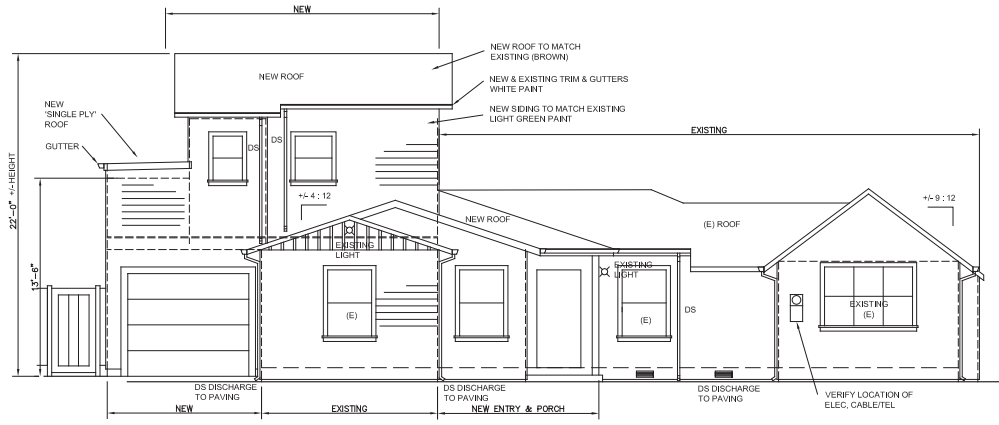 NEW
NEW ROOF TO MATCH
EXISTING (BROWN)
NEW ROOF
NEW & EXISTING TRIM & GUTTERS
WHITE PAINT
NEW
'SINGLE PLY'
ROOF
NEW SIDING TO MATCH EXISTING
LIGHT GREEN PAINT
GUTTER
DS
DS
EXISTING
22'-0" +/- HEIGHT
+/- 4 : 12
+/- 9 : 12
NEW ROOF
(E) ROOF
EXISTING
LIGHT
EXISTING
LIGHT
13'-6"
(E)
(E)
DS
EXISTING
(E)
DS DISCHARGE
TO PAVING
DS DISCHARGE
TO PAVING
DS DISCHARGE
TO PAVING
VERIFY LOCATION OF
ELEC, CABLE/TEL
NEW
EXISTING
NEW ENTRY & PORCH